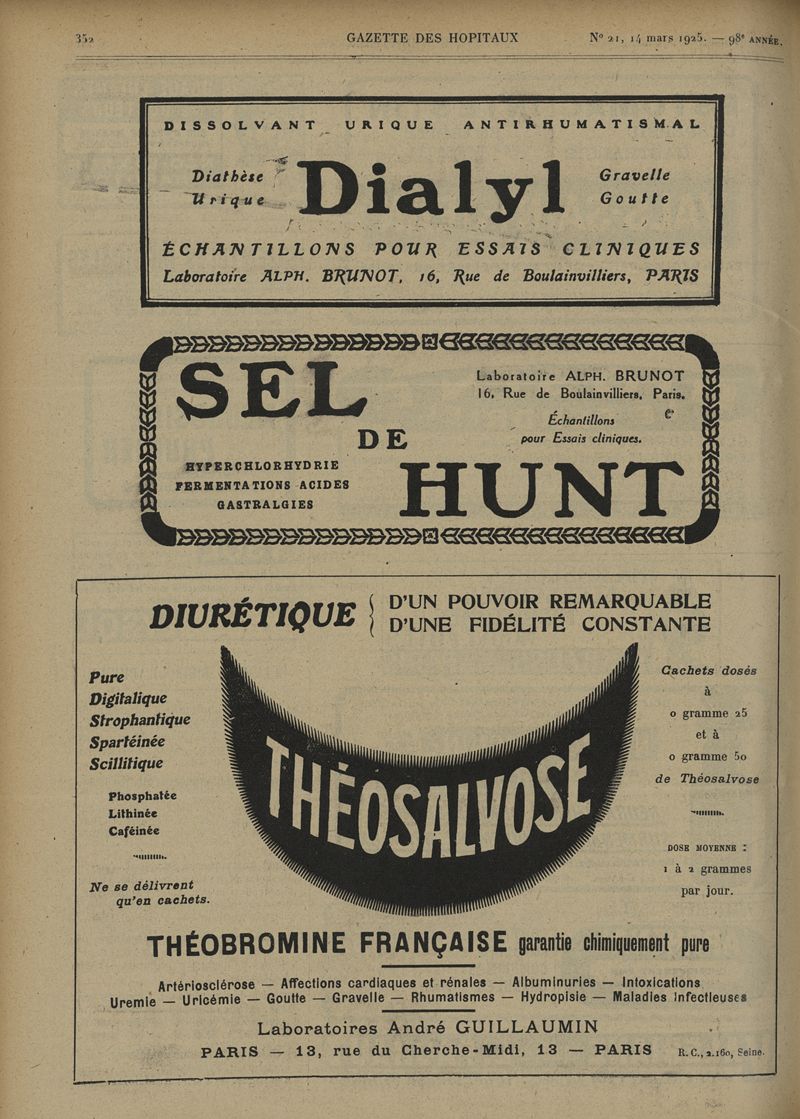 352 GAZETTE DES HOPITAUX N° 21, 14 mars 1925. — 98e ANNÉE.
DISSOLVANT URIQUE ANTIRHUMATISMAL
Diathèse
Urique
Dialyl
Gravelle
Goutte
ÉCHANTILLONS POUR ESSAIS CLINIQUES
Laboratoire ALPH. BRUNOT, 16, Rue de Boulainvilliers, PARIS
SEL
DE
HUNT
Laboratoire ALPH. BRUNOT
16, Rue de Boulainvilliers, Paris.
Échantillons
pour Essais cliniques.
HYPERCHLORHYDRIE
FERMENTATIONS ACIDES
GASTRALGIES
DIURÉTIQUE { D'UN POUVOIR REMARQUABLE
D'UNE FIDÉLITÉ CONSTANTE
Pure
Digitalique
Strophantique
Spartéinée
Scillitique
Phosphatée
Lithinée
Caféinée
Ne se délivrent
qu'en cachets.
THÉOSALVOSE
Cachets dosés
à
0 gramme 25
et à
0 gramme 50
de Théosalvose
DOSE MOYENNE :
1 à 2 grammes
par jour.
THÉOBROMINE FRANÇAISE garantie chimiquement pure
Artériosclérose — Affections cardiaques et rénales — Albuminuries — Intoxications
Uremie — Uricémie — Goutte — Gravelle — Rhumatismes — Hydropisie — Maladies Infectieuses
Laboratoires André GUILLAUMIN
PARIS — 13, rue du Cherche-Midi, 13 — PARIS R. C., 2.160, Seine.